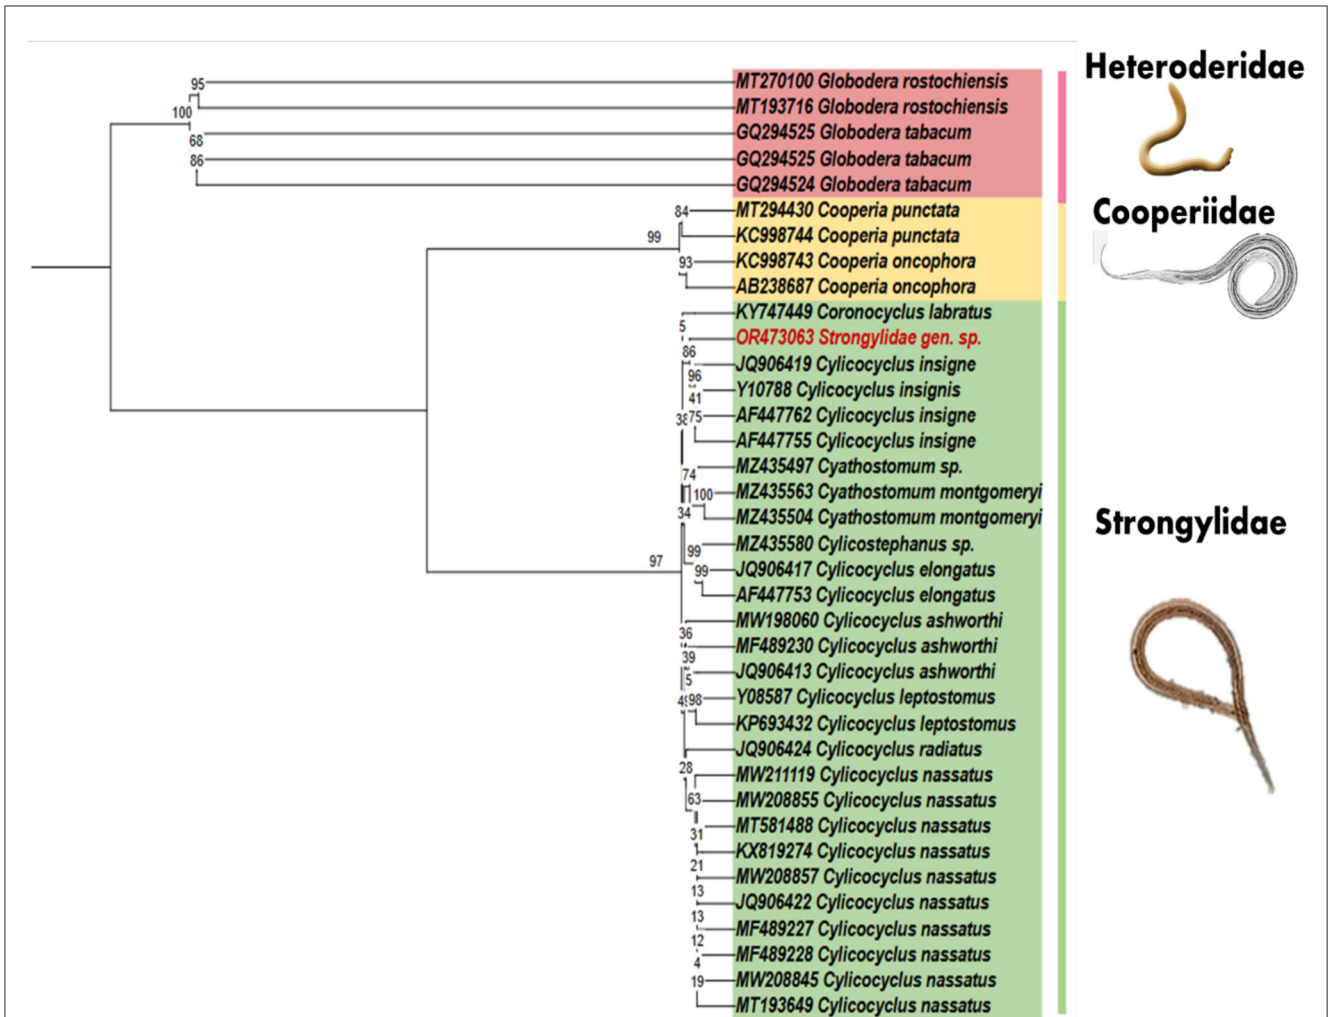 Heteroderidae
95
MT270100 Globodera rostochiensis
100
MT193716 Globodera rostochiensis
68
GQ294525 Globodera tabacum
86
GQ294525 Globodera tabacum
GQ294524 Globodera tabacum
Cooperiidae
84
MT294430 Cooperia punctata
99
KC998744 Cooperia punctata
93
KC998743 Cooperia oncophora
AB238687 Cooperia oncophora
KY747449 Coronocyclus labratus
5
OR473063 Strongylidae gen. sp.
86
JQ906419 Cylicocyclus insigne
96
Y10788 Cylicocyclus insignis
41
AF447762 Cylicocyclus insigne
38 75
AF447755 Cylicocyclus insigne
MZ435497 Cyathostomum sp.
74
MZ435563 Cyathostomum montgomeryi
100
MZ435504 Cyathostomum montgomeryi
34
Strongylidae
MZ435580 Cylicostephanus sp.
99
97
JQ906417 Cylicocyclus elongatus
99
AF447753 Cylicocyclus elongatus
MW198060 Cylicocyclus ashworthi
36
MF489230 Cylicocyclus ashworthi
39
JQ906413 Cylicocyclus ashworthi
5
Y08587 Cylicocyclus leptostomus
98
KP693432 Cylicocyclus leptostomus
JQ906424 Cylicocyclus radiatus
28
MW211119 Cylicocyclus nassatus
63
MW208855 Cylicocyclus nassatus
MT581488 Cylicocyclus nassatus
31
KX819274 Cylicocyclus nassatus
21
MW208857 Cylicocyclus nassatus
13
JQ906422 Cylicocyclus nassatus
13
MF489227 Cylicocyclus nassatus
12
MF489228 Cylicocyclus nassatus
4
MW208845 Cylicocyclus nassatus
19
MT193649 Cylicocyclus nassatus